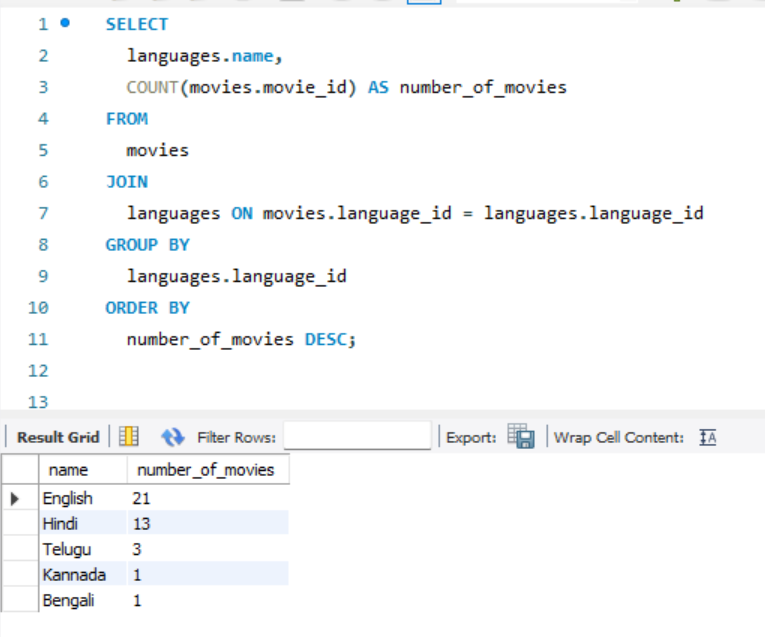 1 SELECT
2 languages.name,
3 COUNT(movies.movie_id) AS number_of_movies
4 FROM
5 movies
6 JOIN
7 languages ON movies.language_id = languages.language_id
8 GROUP BY
9 languages.language_id
10 ORDER BY
11 number_of_movies DESC;
12
13
Result Grid Filter Rows: Export: Wrap Cell Content: IA
name number_of_movies
English 21
Hindi 13
Telugu 3
Kannada 1
Bengali 1